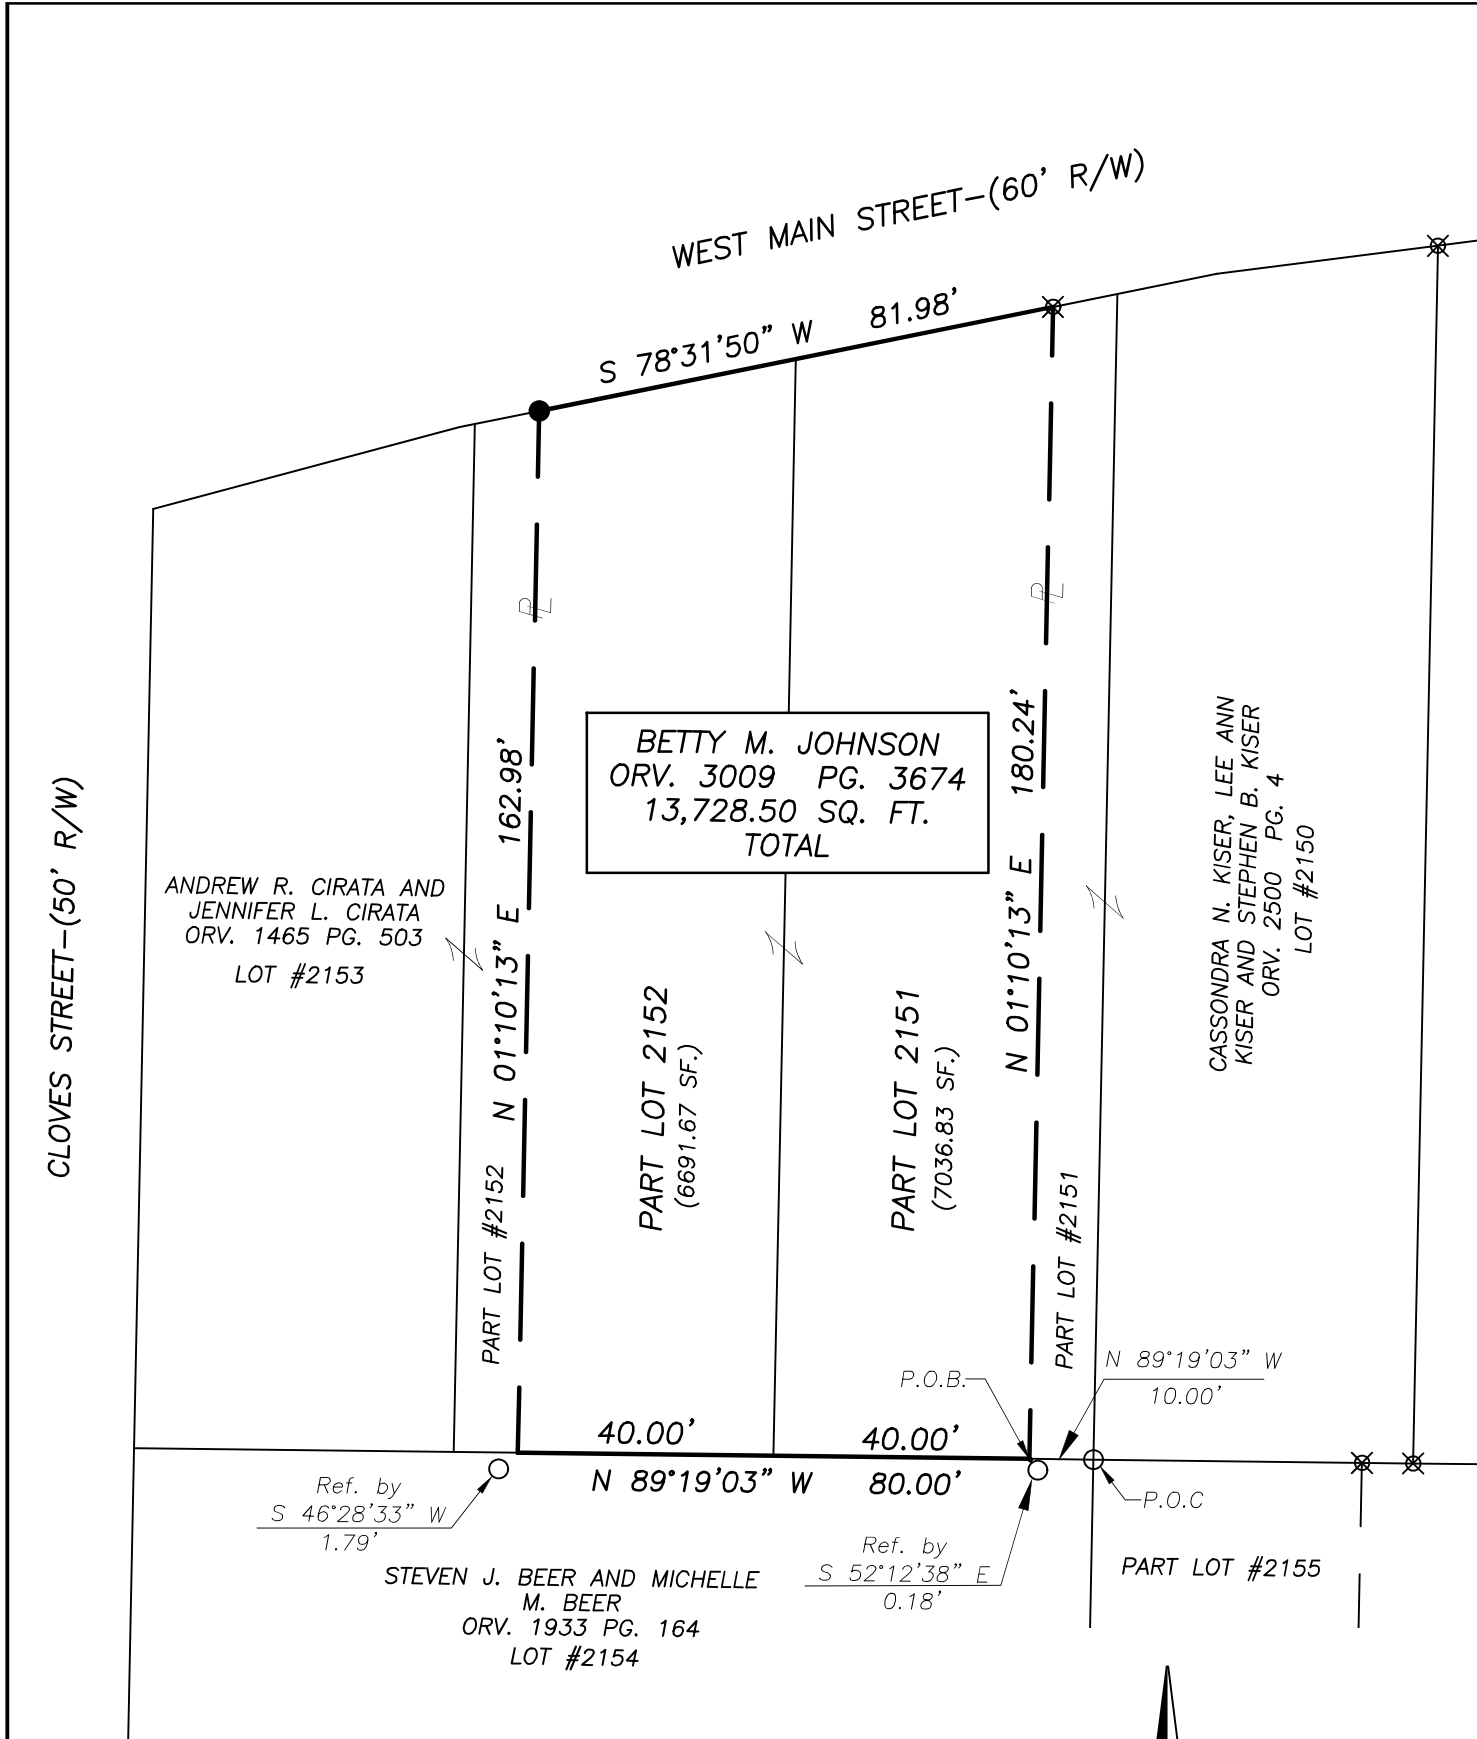 WEST MAIN STREET-(60' R/W)
S 78°31'50" W 81.98'
PL
PL
BETTY M. JOHNSON
ORV. 3009 PG. 3674
13,728.50 SQ. FT.
TOTAL
N 01°10'13" E 162.98'
N 01°10'13" E 180.24'
CLOVES STREET-(50' R/W)
ANDREW R. CIRATA AND
JENNIFER L. CIRATA
ORV. 1465 PG. 503
LOT #2153
CASSONDRA N. KISER, LEE ANN
KISER AND STEPHEN B. KISER
ORV. 2500 PG. 4
LOT #2150
PART LOT 2152
(6691.67 SF.)
PART LOT 2151
(7036.83 SF.)
PART LOT #2152
PART LOT #2151
P.O.B.
N 89°19'03" W
10.00'
40.00'
40.00'
N 89°19'03" W 80.00'
Ref. by
S 46°28'33" W
1.79'
P.O.C
Ref. by
S 52°12'38" E
0.18'
STEVEN J. BEER AND MICHELLE
M. BEER
ORV. 1933 PG. 164
LOT #2154
PART LOT #2155